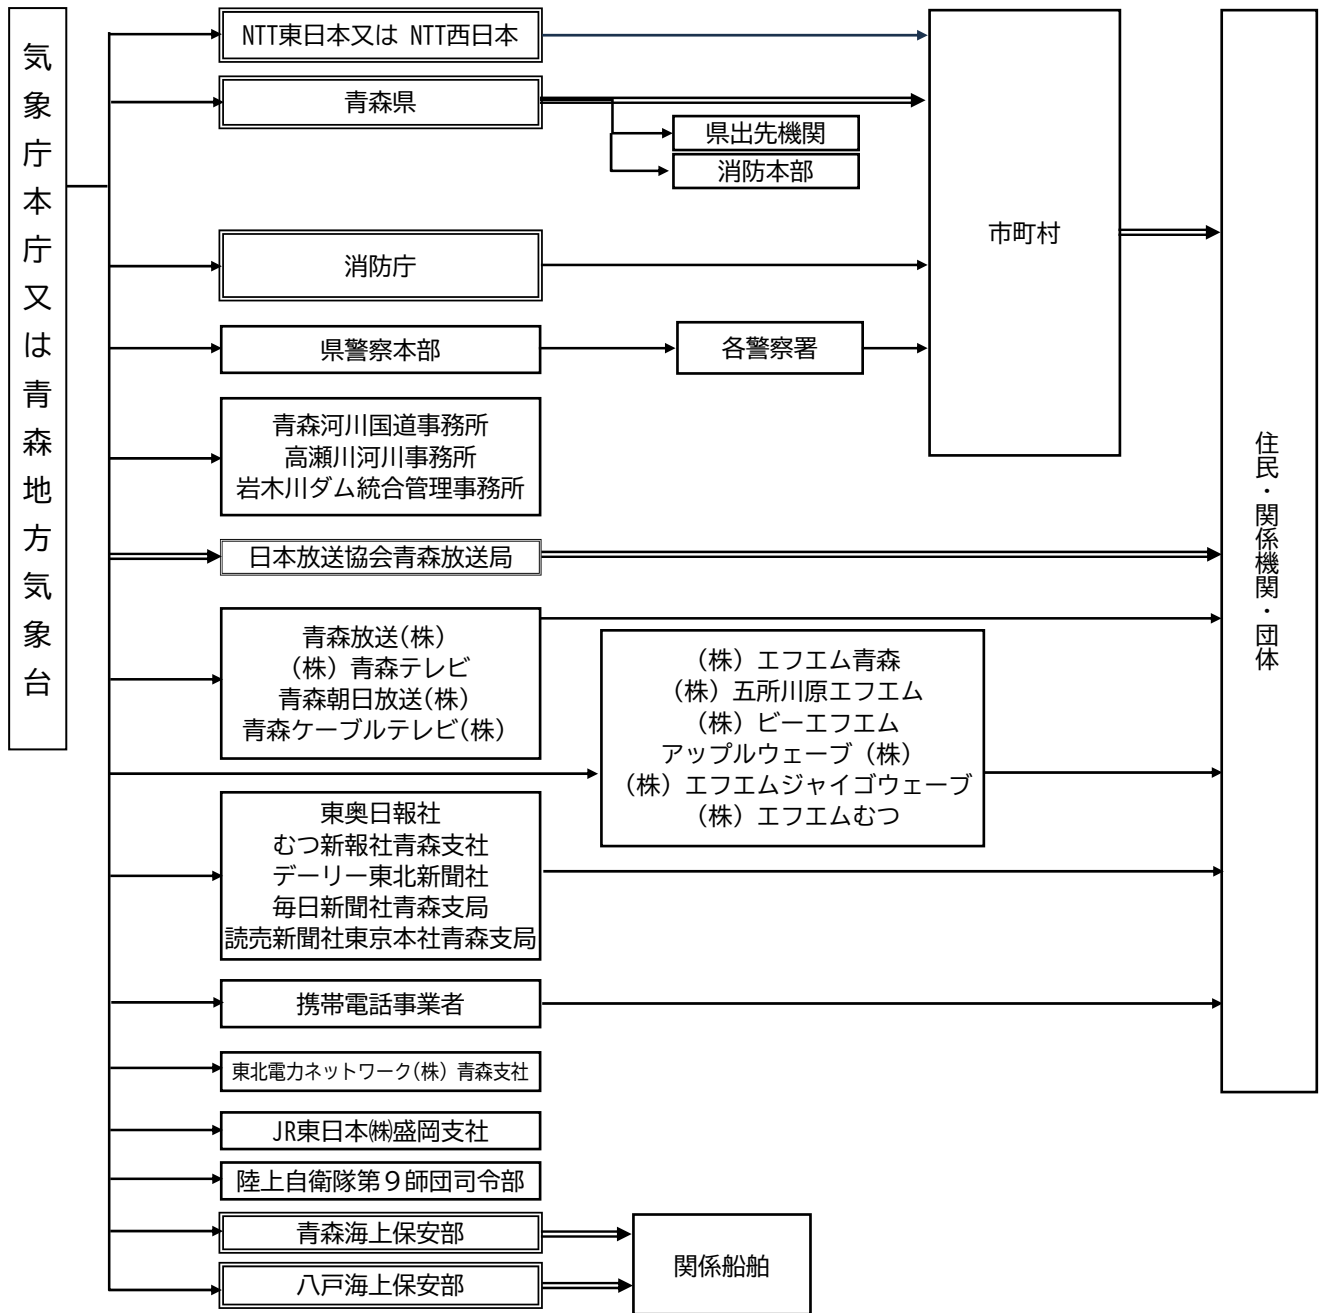 気象庁本庁又は青森地方気象台
NTT東日本又は NTT西日本
青森県
県出先機関
消防本部
市町村
消防庁
県警察本部
各警察署
青森河川国道事務所
高瀬川河川事務所
岩木川ダム統合管理事務所
住民・関係機関・団体
日本放送協会青森放送局
青森放送(株)
(株) 青森テレビ
青森朝日放送(株)
青森ケーブルテレビ(株)
(株) エフエム青森
(株) 五所川原エフエム
(株) ビーエフエム
アップルウェーブ (株)
(株) エフエムジャイゴウェーブ
(株) エフエムむつ
東奥日報社
むつ新報社青森支社
デーリー東北新聞社
毎日新聞社青森支局
読売新聞社東京本社青森支局
携帯電話事業者
東北電力ネットワーク(株) 青森支社
JR東日本㈱盛岡支社
陸上自衛隊第９師団司令部
青森海上保安部
八戸海上保安部
関係船舶